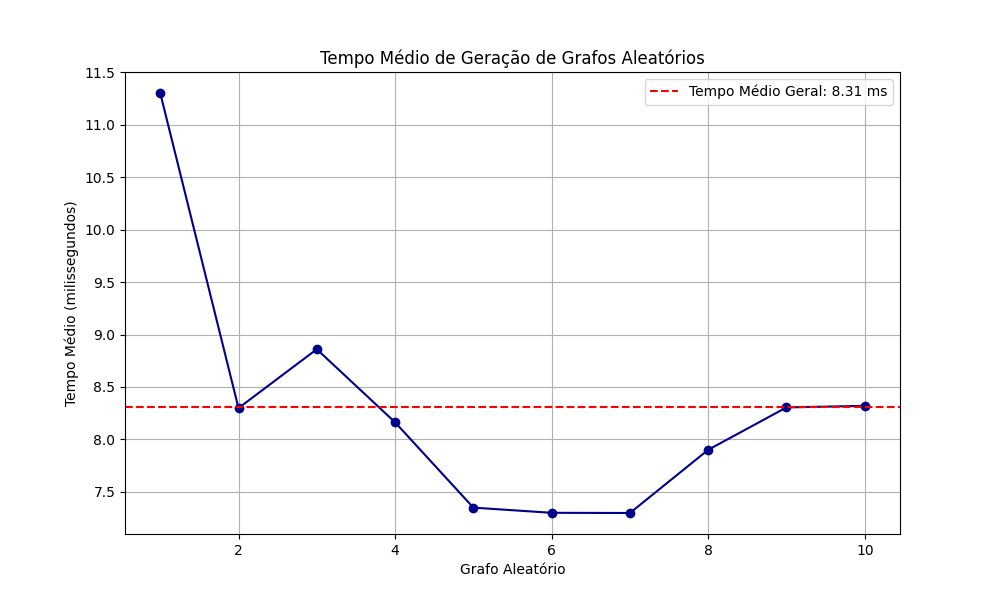 Tempo Médio de Geração de Grafos Aleatórios
Tempo Médio Geral: 8.31 ms
Tempo Médio (milissegundos)
11.5
11.0
10.5
10.0
9.5
9.0
8.5
8.0
7.5
2 4 6 8 10
Grafo Aleatório